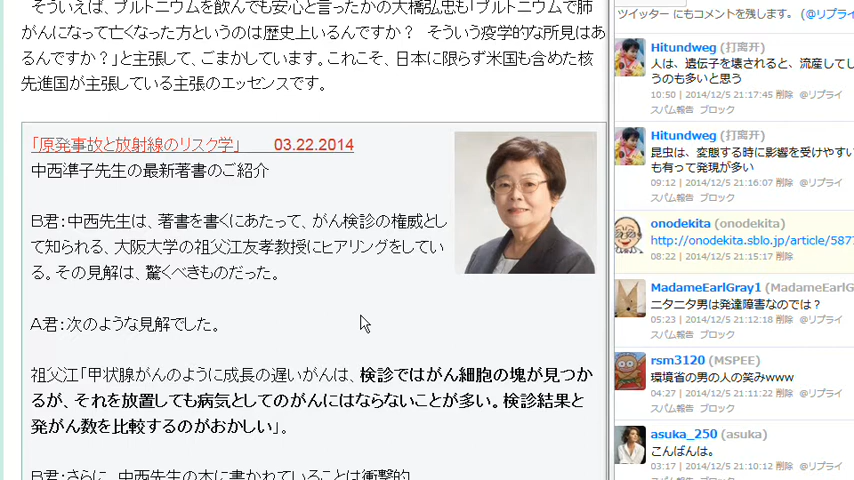 そういえば、プルトニウムを飲んでも安心と言ったかの大橋弘忠も「プルトニウムで肺
がんになって亡くなった方というのは歴史上いるんですか？　そういう疫学的な所見はあ
るんですか？」と主張して、ごまかしています。これこそ、日本に限らず米国も含めた核
先進国が主張している主張のエッセンスです。
「原発事故と放射線のリスク学」　03.22.2014
中西準子先生の最新著書のご紹介
B君：中西先生は、著書を書くにあたって、がん検診の権威とし
て知られる、大阪大学の祖父江友孝教授にヒアリングをしてい
る。その見解は、驚くべきものだった。
A君：次のような見解でした。
祖父江「甲状腺がんのように成長の遅いがんは、検診ではがん細胞の塊が見つか
るが、それを放置しても病気としてのがんにはならないことが多い。検診結果と
発がん数を比較するのがおかしい」。
B君：さらに、中西先生の本に書かれていることは衝撃的
ツイッター にもコメントを残します。 (@リプライ
Hitundweg (打离开)
人は、遺伝子を壊されると、流産してし
うのも多いと思う
10:50 | 2014/12/5 21:17:45 削除 @リプライ
スパム報告 ブロック
Hitundweg (打离开)
昆虫は、変態する時に影響を受けやすい
も有って発現が多い
09:12 | 2014/12/5 21:16:07 削除 @リプライ
スパム報告 ブロック
onodekita (onodekita)
http://onodekita.sblo.jp/article/587
08:22 | 2014/12/5 21:15:17 削除
MadameEarlGray1 (MadameEarlG
ニタニタ男は発達障害なのでは？
05:23 | 2014/12/5 21:12:18 削除 @リプライ
スパム報告 ブロック
rsm3120 (MSPEE)
環境省の男の人の笑みwww
04:27 | 2014/12/5 21:11:22 削除 @リプライ
スパム報告 ブロック
asuka_250 (asuka)
こんばんは。
03:17 | 2014/12/5 21:10:12 削除 @リプライ